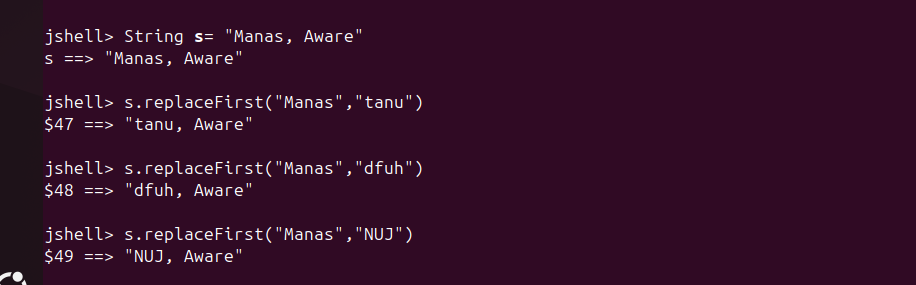 jshell> String s= "Manas, Aware"
s ==> "Manas, Aware"
jshell> s.replaceFirst("Manas","tanu")
$47 ==> "tanu, Aware"
jshell> s.replaceFirst("Manas","dfuh")
$48 ==> "dfuh, Aware"
jshell> s.replaceFirst("Manas","NUJ")
$49 ==> "NUJ, Aware"